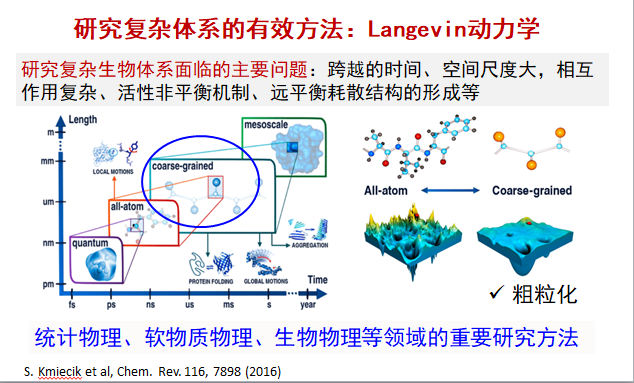 研究复杂体系的有效方法：Langevin动力学
研究复杂生物体系面临的主要问题：跨越的时间、空间尺度大，相互
作用复杂、活性非平衡机制、远平衡耗散结构的形成等
Length
m
mm
um
nm
pm
mesoscale
coarse-grained
LOCAL MOTIONS
all-atom
quantum
AGGREGATION
PROTEIN FOLDING
GLOBAL MOTIONS
Time
fs ps ns us ms s year
All-atom
Coarse-grained
✓ 粗粒化
统计物理、软物质物理、生物物理等领域的重要研究方法
S. Kmiecik et al, Chem. Rev. 116, 7898 (2016)